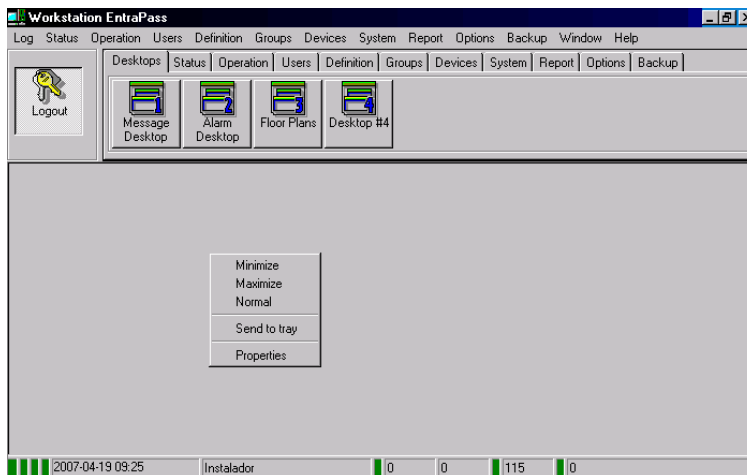 Workstation EntraPass
Log Status Operation Users Definition Groups Devices System Report Options Backup Window Help
Desktops Status Operation Users Definition Groups Devices System Report Options Backup
Logout
1 2 3 4
Message Desktop
Alarm Desktop
Floor Plans
Desktop #4
Minimize
Maximize
Normal
Send to tray
Properties
2007-04-19 09:25 Instalador 0 0 115 0